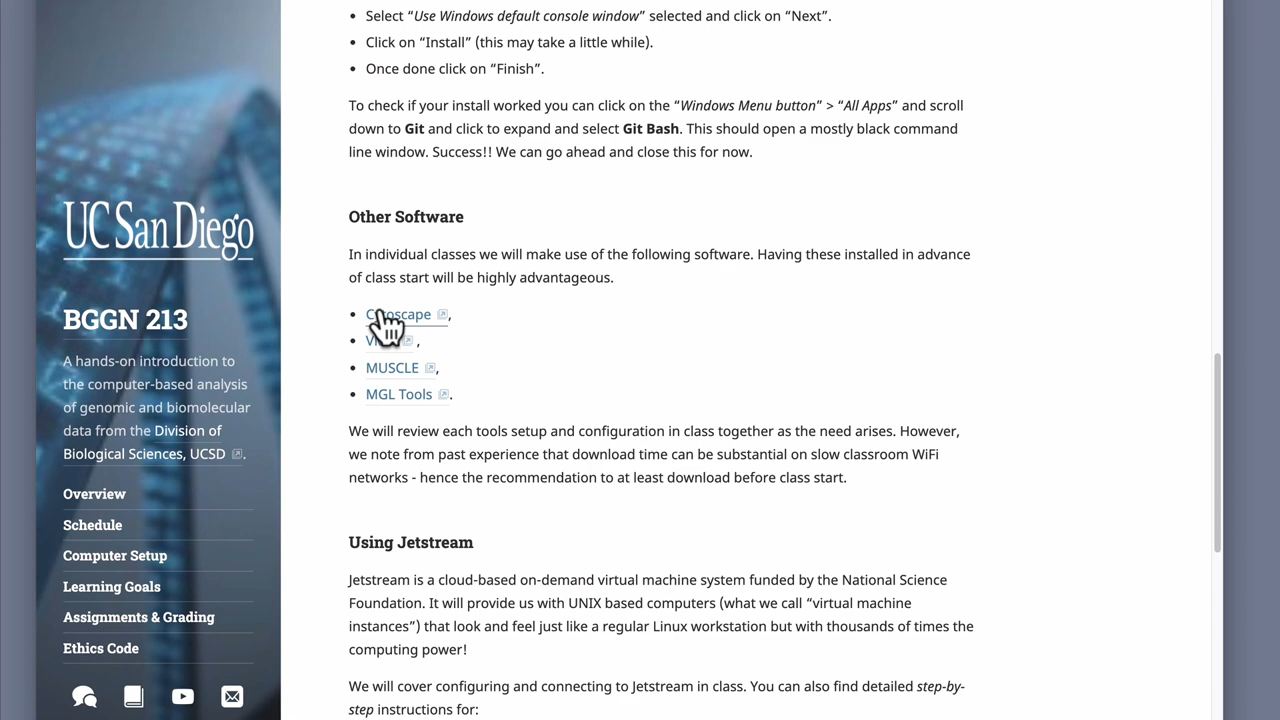 Select “Use Windows default console window” selected and click on “Next”.
Click on “Install” (this may take a little while).
Once done click on “Finish”.
To check if your install worked you can click on the “Windows Menu button” > “All Apps” and scroll
down to Git and click to expand and select Git Bash. This should open a mostly black command
line window. Success!! We can go ahead and close this for now.
Other Software
In individual classes we will make use of the following software. Having these installed in advance
of class start will be highly advantageous.
,
,
MUSCLE,
MGL Tools.
We will review each tools setup and configuration in class together as the need arises. However,
we note from past experience that download time can be substantial on slow classroom WiFi
networks - hence the recommendation to at least download before class start.
Using Jetstream
Jetstream is a cloud-based on-demand virtual machine system funded by the National Science
Foundation. It will provide us with UNIX based computers (what we call “virtual machine
instances”) that look and feel just like a regular Linux workstation but with thousands of times the
computing power!
We will cover configuring and connecting to Jetstream in class. You can also find detailed step-by-
step instructions for:
UC San Diego
BGGN 213
A hands-on introduction to
the computer-based analysis
of genomic and biomolecular
data from the Division of
Biological Sciences, UCSD.
Overview
Schedule
Computer Setup
Learning Goals
Assignments & Grading
Ethics Code